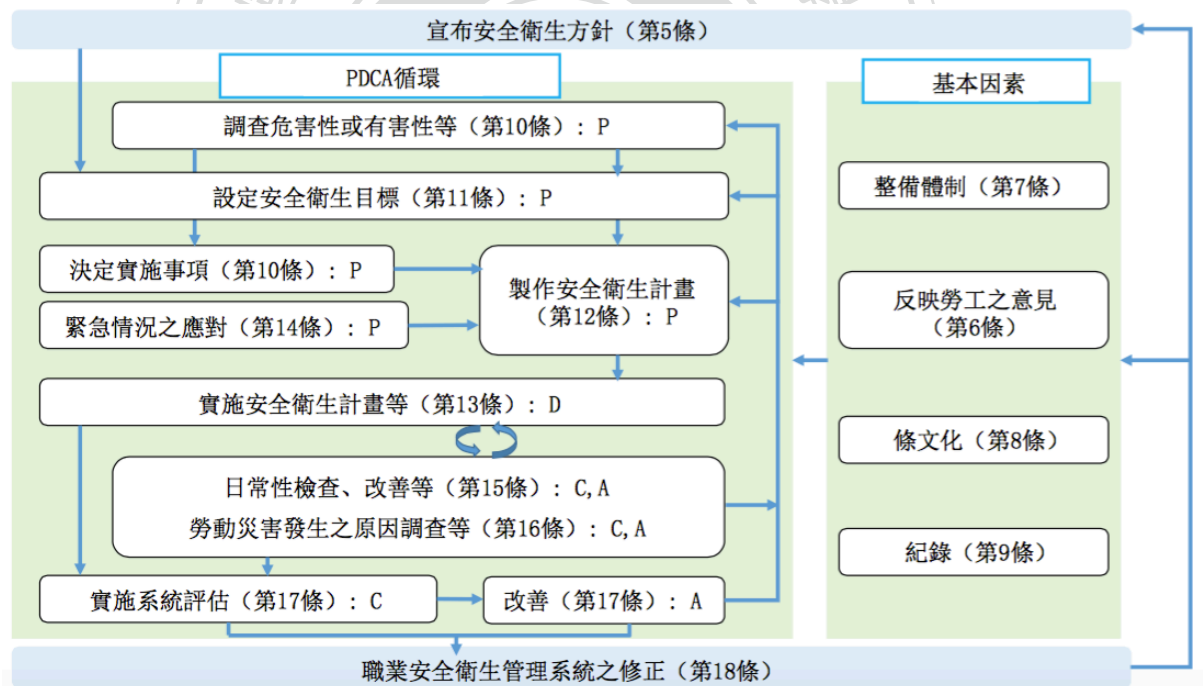 宣布安全衛生方針（第5條）
PDCA循環
調查危害性或有害性等（第10條）: P
設定安全衛生目標（第11條）: P
決定實施事項（第10條）: P
緊急情況之應對（第14條）: P
製作安全衛生計畫
（第12條）: P
實施安全衛生計畫等（第13條）: D
日常性檢查、改善等（第15條）: C,A
勞動災害發生之原因調查等（第16條）: C,A
實施系統評估（第17條）: C
改善（第17條）: A
基本因素
整備體制（第7條）
反映勞工之意見
（第6條）
條文化（第8條）
紀錄（第9條）
職業安全衛生管理系統之修正（第18條）